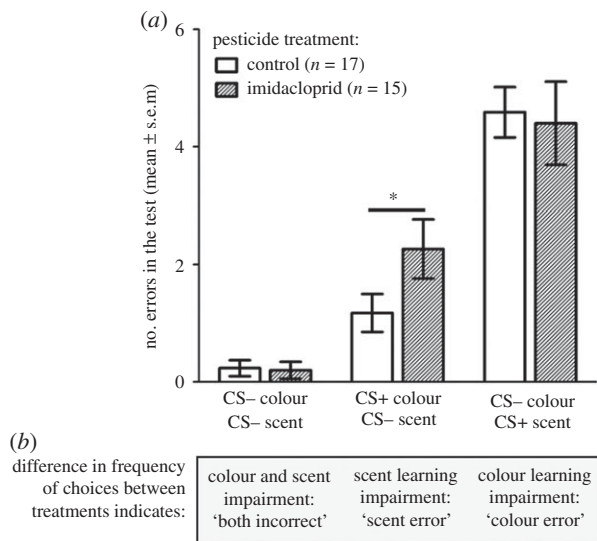 (a)
pesticide treatment:
control (n = 17)
imidacloprid (n = 15)
no. errors in the test (mean ± s.e.m)
6
4
2
0
*
CS– colour
CS– scent
CS+ colour
CS– scent
CS– colour
CS+ scent
(b)
difference in frequency
of choices between
treatments indicates:
colour and scent
impairment:
‘both incorrect’
scent learning
impairment:
‘scent error’
colour learning
impairment:
‘colour error’